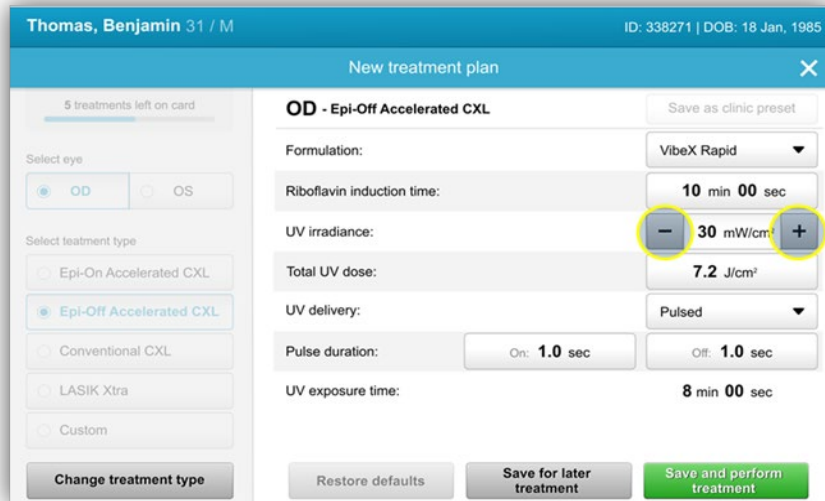 Thomas, Benjamin 31 / M
ID: 338271 | DOB: 18 Jan, 1985
New treatment plan
5 treatments left on card
Select eye
OD
OS
Select teatment type
Epi-On Accelerated CXL
Epi-Off Accelerated CXL
Conventional CXL
LASIK Xtra
Custom
Change treatment type
OD - Epi-Off Accelerated CXL
Save as clinic preset
Formulation: VibeX Rapid
Riboflavin induction time: 10 min 00 sec
UV irradiance: − 30 mW/cm² +
Total UV dose: 7.2 J/cm²
UV delivery: Pulsed
Pulse duration: On: 1.0 sec Off: 1.0 sec
UV exposure time: 8 min 00 sec
Restore defaults
Save for later
treatment
Save and perform
treatment